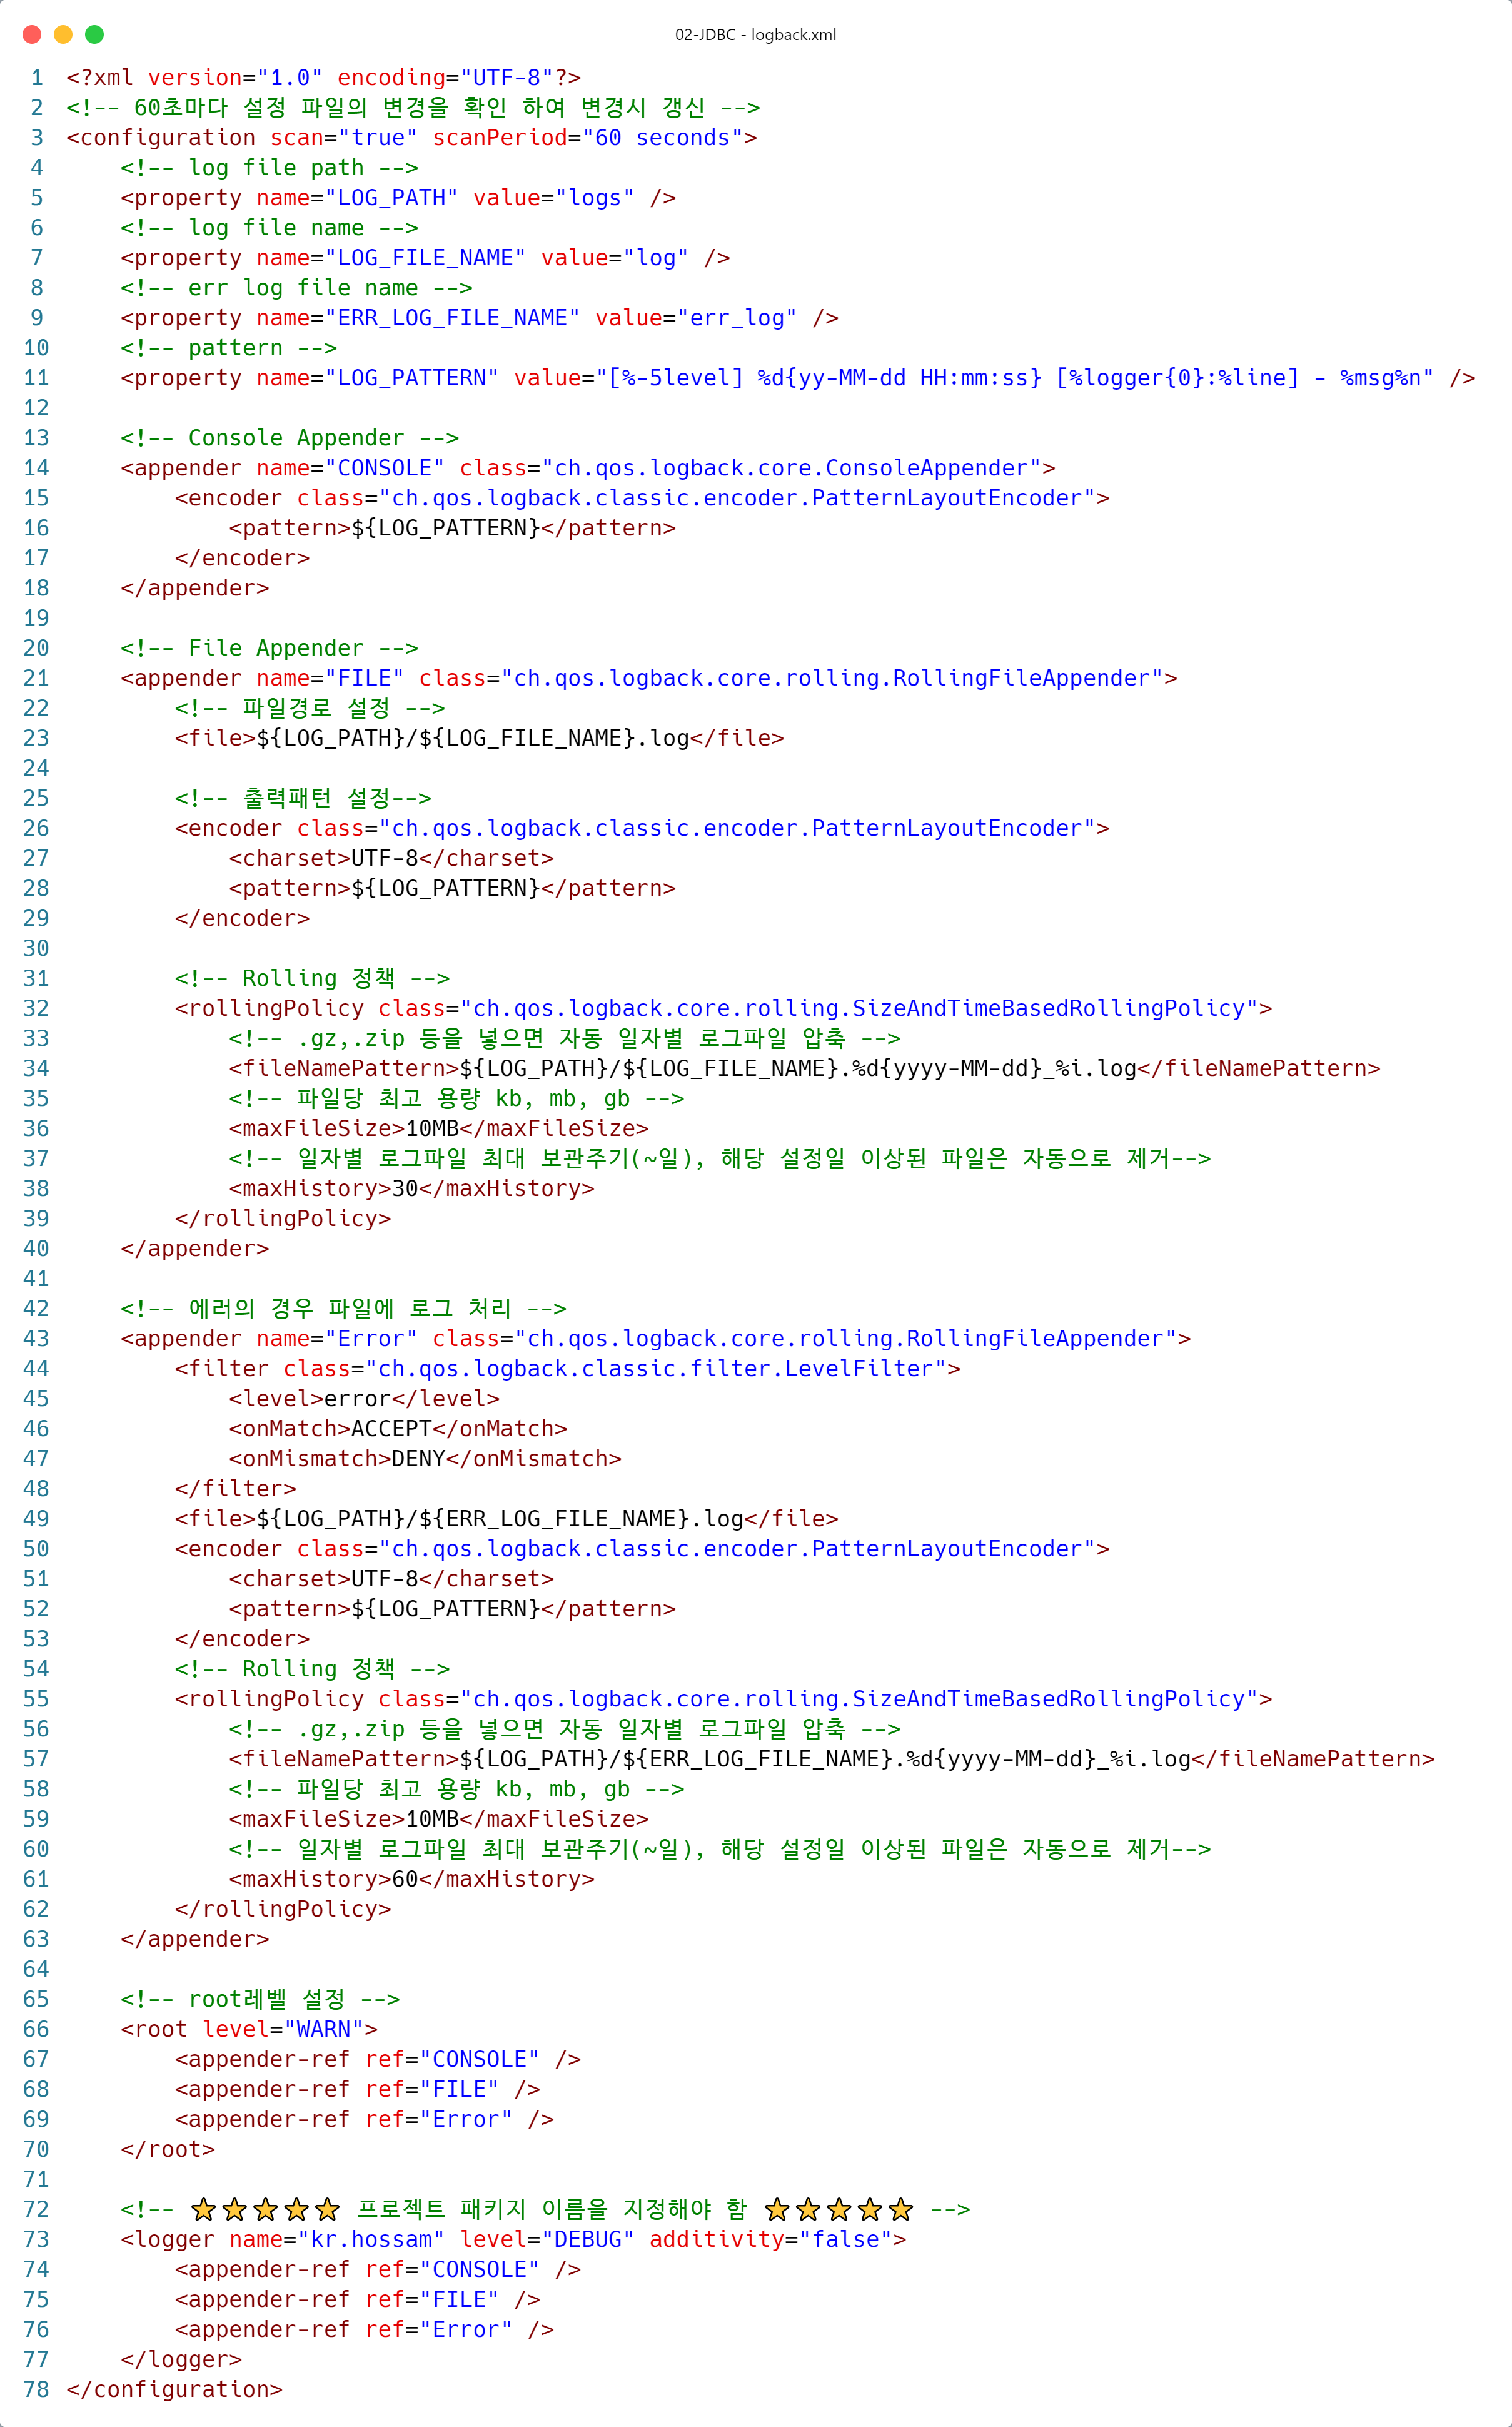 02-JDBC - logback.xml
1 <?xml version="1.0" encoding="UTF-8"?>
2 <!-- 60초마다 설정 파일의 변경을 확인 하여 변경시 갱신 -->
3 <configuration scan="true" scanPeriod="60 seconds">
4     <!-- log file path -->
5     <property name="LOG_PATH" value="logs" />
6     <!-- log file name -->
7     <property name="LOG_FILE_NAME" value="log" />
8     <!-- err log file name -->
9     <property name="ERR_LOG_FILE_NAME" value="err_log" />
10     <!-- pattern -->
11     <property name="LOG_PATTERN" value="[%-5level] %d{yy-MM-dd HH:mm:ss} [%logger{0}:%line] - %msg%n" />
12
13     <!-- Console Appender -->
14     <appender name="CONSOLE" class="ch.qos.logback.core.ConsoleAppender">
15         <encoder class="ch.qos.logback.classic.encoder.PatternLayoutEncoder">
16             <pattern>${LOG_PATTERN}</pattern>
17         </encoder>
18     </appender>
19
20     <!-- File Appender -->
21     <appender name="FILE" class="ch.qos.logback.core.rolling.RollingFileAppender">
22         <!-- 파일경로 설정 -->
23         <file>${LOG_PATH}/${LOG_FILE_NAME}.log</file>
24
25         <!-- 출력패턴 설정-->
26         <encoder class="ch.qos.logback.classic.encoder.PatternLayoutEncoder">
27             <charset>UTF-8</charset>
28             <pattern>${LOG_PATTERN}</pattern>
29         </encoder>
30
31         <!-- Rolling 정책 -->
32         <rollingPolicy class="ch.qos.logback.core.rolling.SizeAndTimeBasedRollingPolicy">
33             <!-- .gz,.zip 등을 넣으면 자동 일자별 로그파일 압축 -->
34             <fileNamePattern>${LOG_PATH}/${LOG_FILE_NAME}.%d{yyyy-MM-dd}_%i.log</fileNamePattern>
35             <!-- 파일당 최고 용량 kb, mb, gb -->
36             <maxFileSize>10MB</maxFileSize>
37             <!-- 일자별 로그파일 최대 보관주기(~일), 해당 설정일 이상된 파일은 자동으로 제거-->
38             <maxHistory>30</maxHistory>
39         </rollingPolicy>
40     </appender>
41
42     <!-- 에러의 경우 파일에 로그 처리 -->
43     <appender name="Error" class="ch.qos.logback.core.rolling.RollingFileAppender">
44         <filter class="ch.qos.logback.classic.filter.LevelFilter">
45             <level>error</level>
46             <onMatch>ACCEPT</onMatch>
47             <onMismatch>DENY</onMismatch>
48         </filter>
49         <file>${LOG_PATH}/${ERR_LOG_FILE_NAME}.log</file>
50         <encoder class="ch.qos.logback.classic.encoder.PatternLayoutEncoder">
51             <charset>UTF-8</charset>
52             <pattern>${LOG_PATTERN}</pattern>
53         </encoder>
54         <!-- Rolling 정책 -->
55         <rollingPolicy class="ch.qos.logback.core.rolling.SizeAndTimeBasedRollingPolicy">
56             <!-- .gz,.zip 등을 넣으면 자동 일자별 로그파일 압축 -->
57             <fileNamePattern>${LOG_PATH}/${ERR_LOG_FILE_NAME}.%d{yyyy-MM-dd}_%i.log</fileNamePattern>
58             <!-- 파일당 최고 용량 kb, mb, gb -->
59             <maxFileSize>10MB</maxFileSize>
60             <!-- 일자별 로그파일 최대 보관주기(~일), 해당 설정일 이상된 파일은 자동으로 제거-->
61             <maxHistory>60</maxHistory>
62         </rollingPolicy>
63     </appender>
64
65     <!-- root레벨 설정 -->
66     <root level="WARN">
67         <appender-ref ref="CONSOLE" />
68         <appender-ref ref="FILE" />
69         <appender-ref ref="Error" />
70     </root>
71
72     <!-- ⭐⭐⭐⭐⭐ 프로젝트 패키지 이름을 지정해야 함 ⭐⭐⭐⭐⭐ -->
73     <logger name="kr.hossam" level="DEBUG" additivity="false">
74         <appender-ref ref="CONSOLE" />
75         <appender-ref ref="FILE" />
76         <appender-ref ref="Error" />
77     </logger>
78 </configuration>